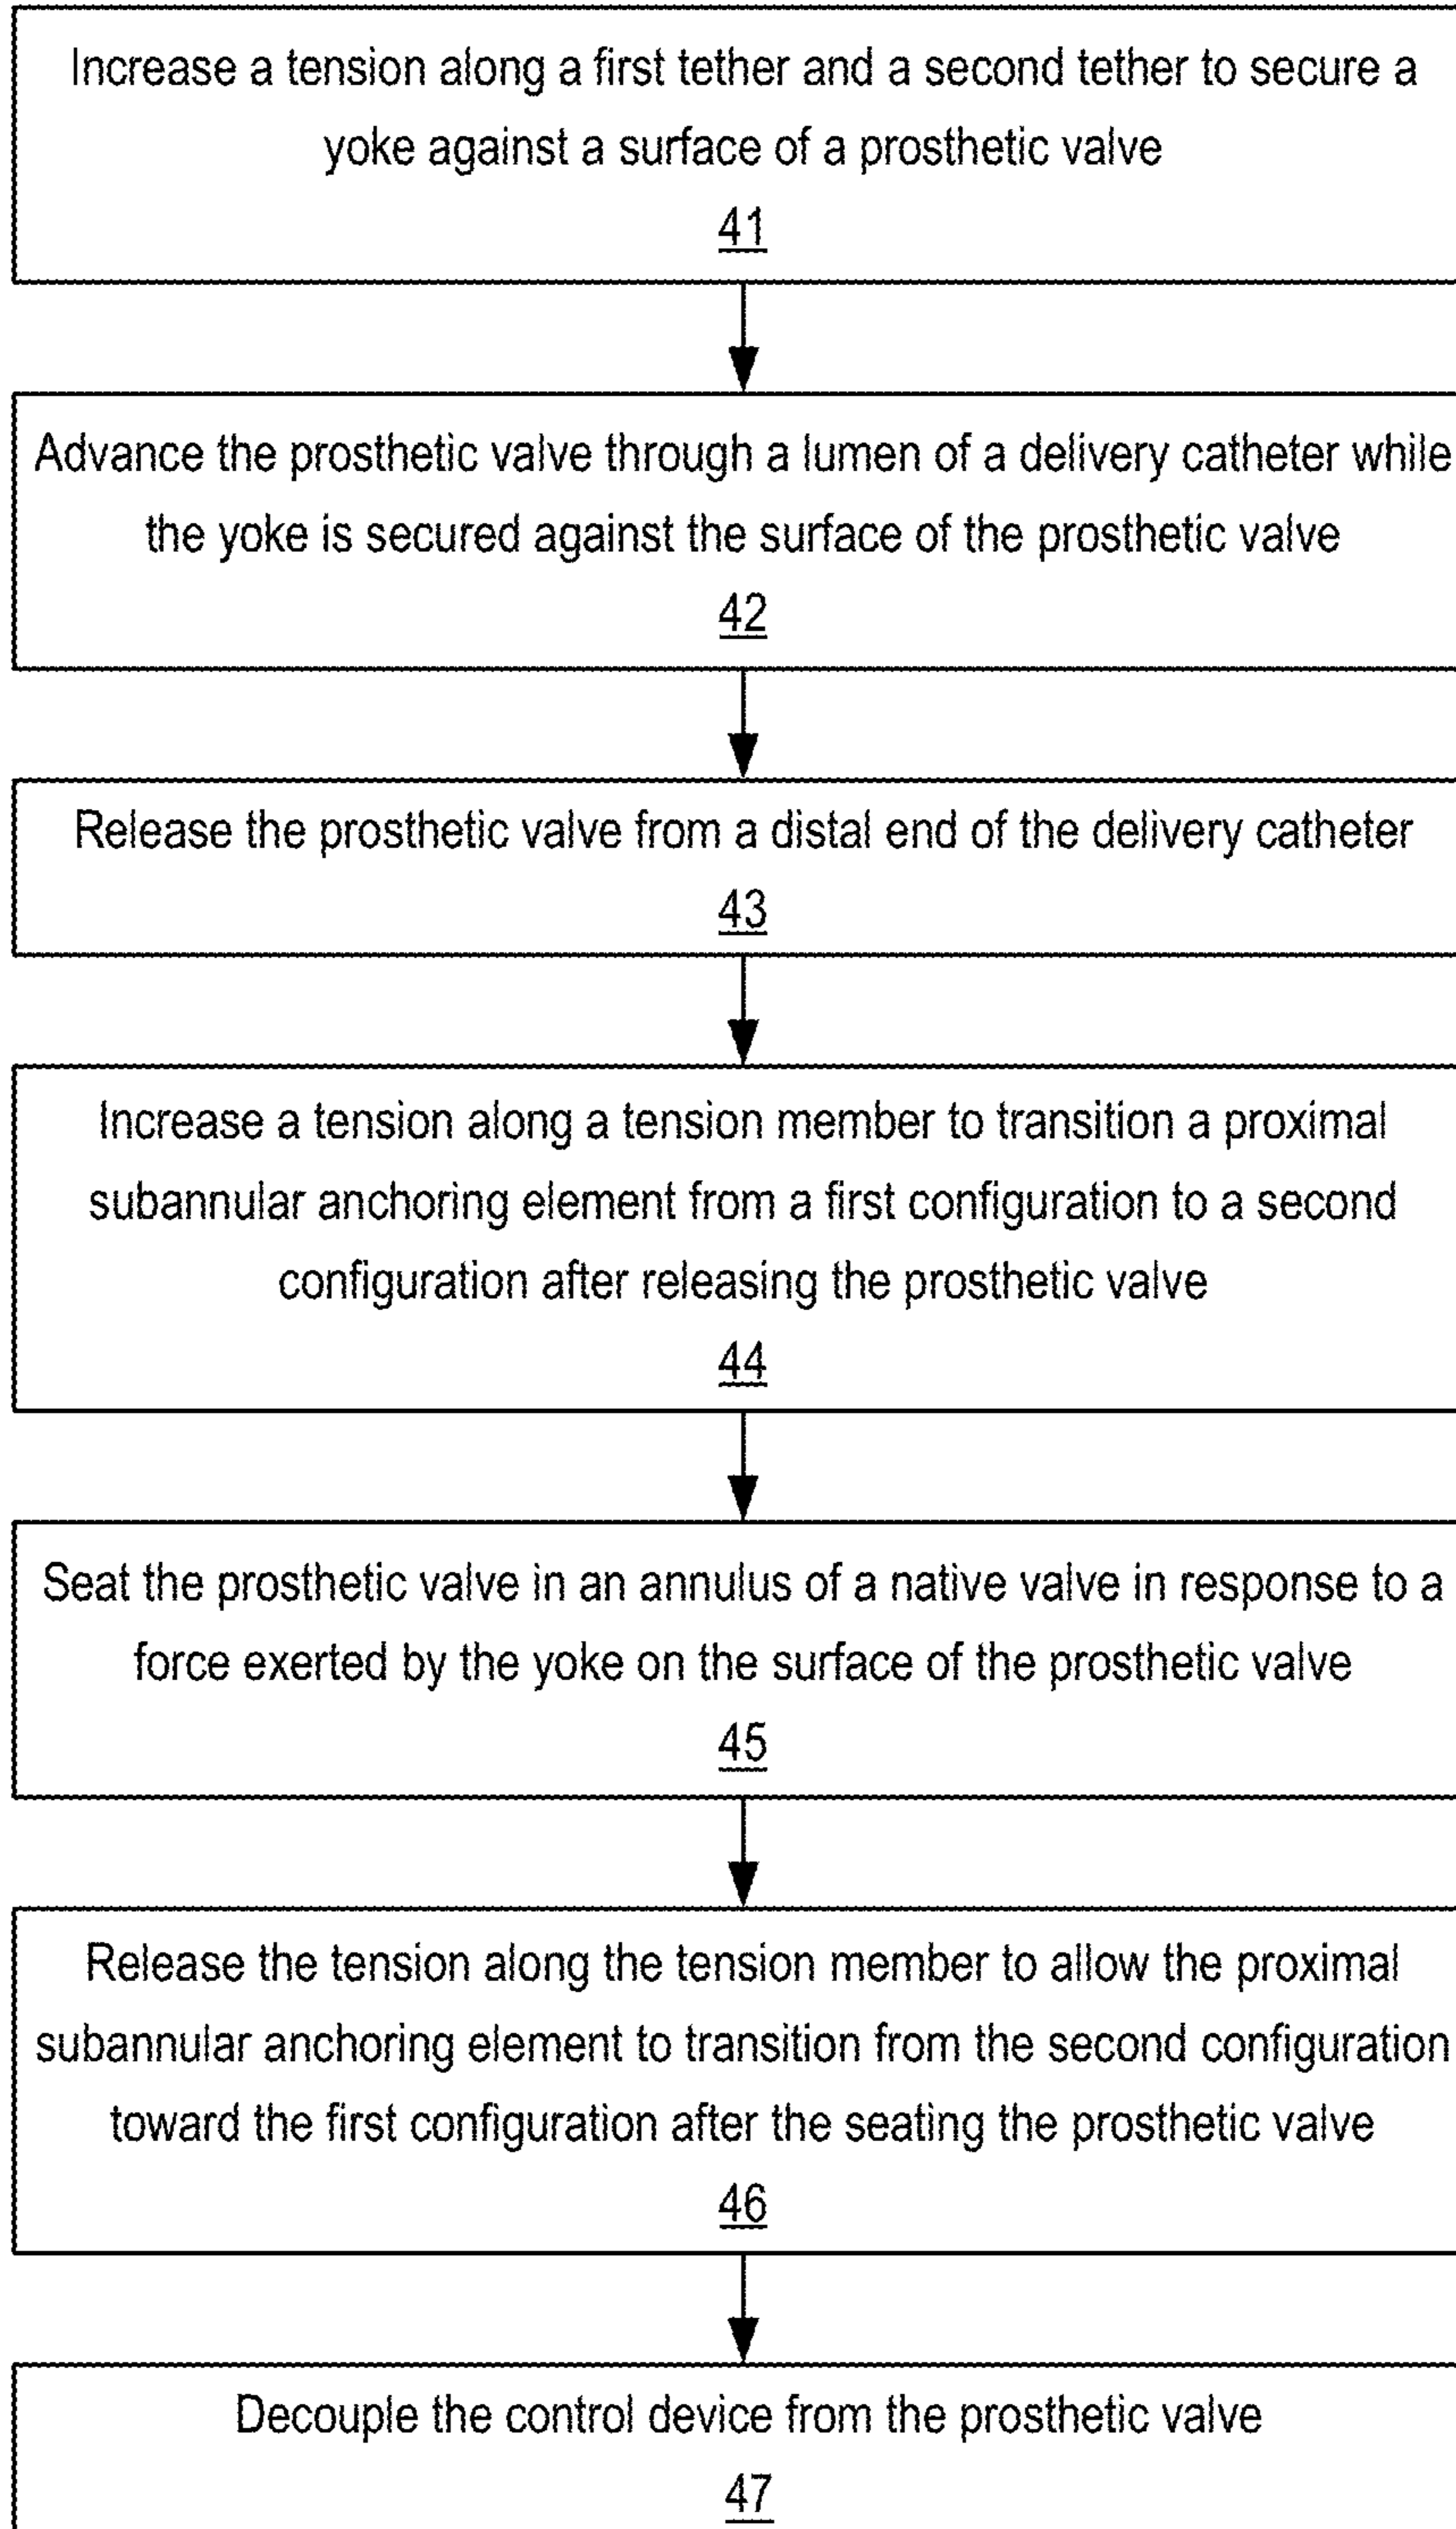 Increase a tension along a first tether and a second tether to secure a
yoke against a surface of a prosthetic valve
41
Advance the prosthetic valve through a lumen of a delivery catheter while
the yoke is secured against the surface of the prosthetic valve
42
Release the prosthetic valve from a distal end of the delivery catheter
43
Increase a tension along a tension member to transition a proximal
subannular anchoring element from a first configuration to a second
configuration after releasing the prosthetic valve
44
Seat the prosthetic valve in an annulus of a native valve in response to a
force exerted by the yoke on the surface of the prosthetic valve
45
Release the tension along the tension member to allow the proximal
subannular anchoring element to transition from the second configuration
toward the first configuration after the seating the prosthetic valve
46
Decouple the control device from the prosthetic valve
47